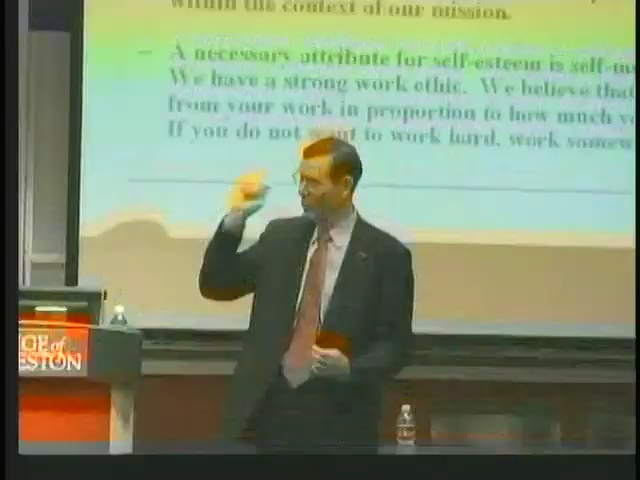 within the context of our mission.
– A necessary attribute for self-esteem is
We have a strong work ethic. We believe that
from your work in proportion to how much
If you do not want to work hard, work
GE of
ESTON